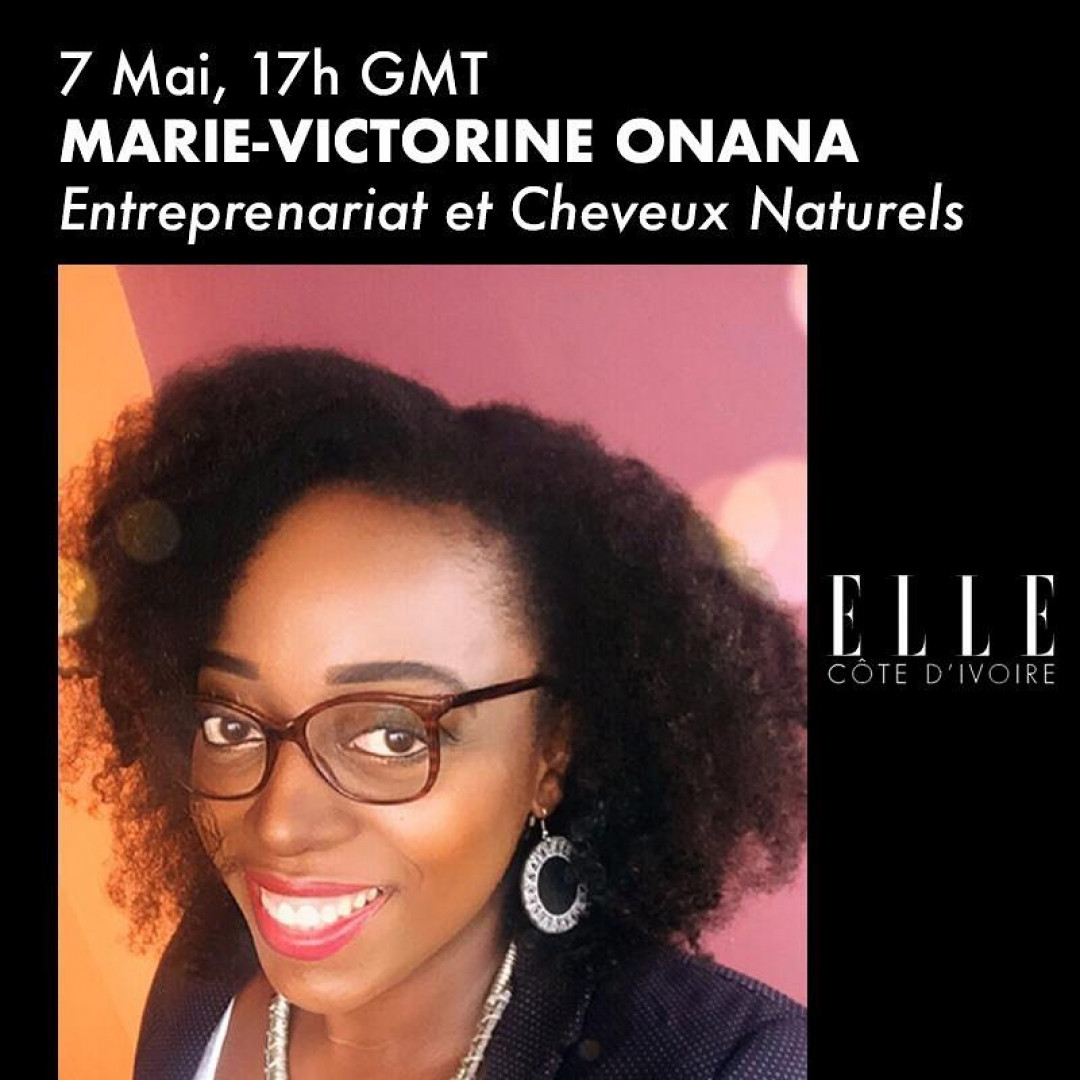 7 Mai, 17h GMT
MARIE-VICTORINE ONANA
Entreprenariat et Cheveux Naturels
ELLE
CÔTE D'IVOIRE